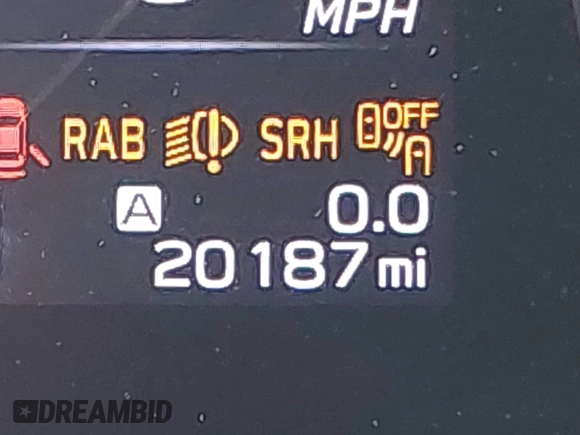 MPH
RAB SRH OFF
A 0.0
20187 mi
DREAMBID